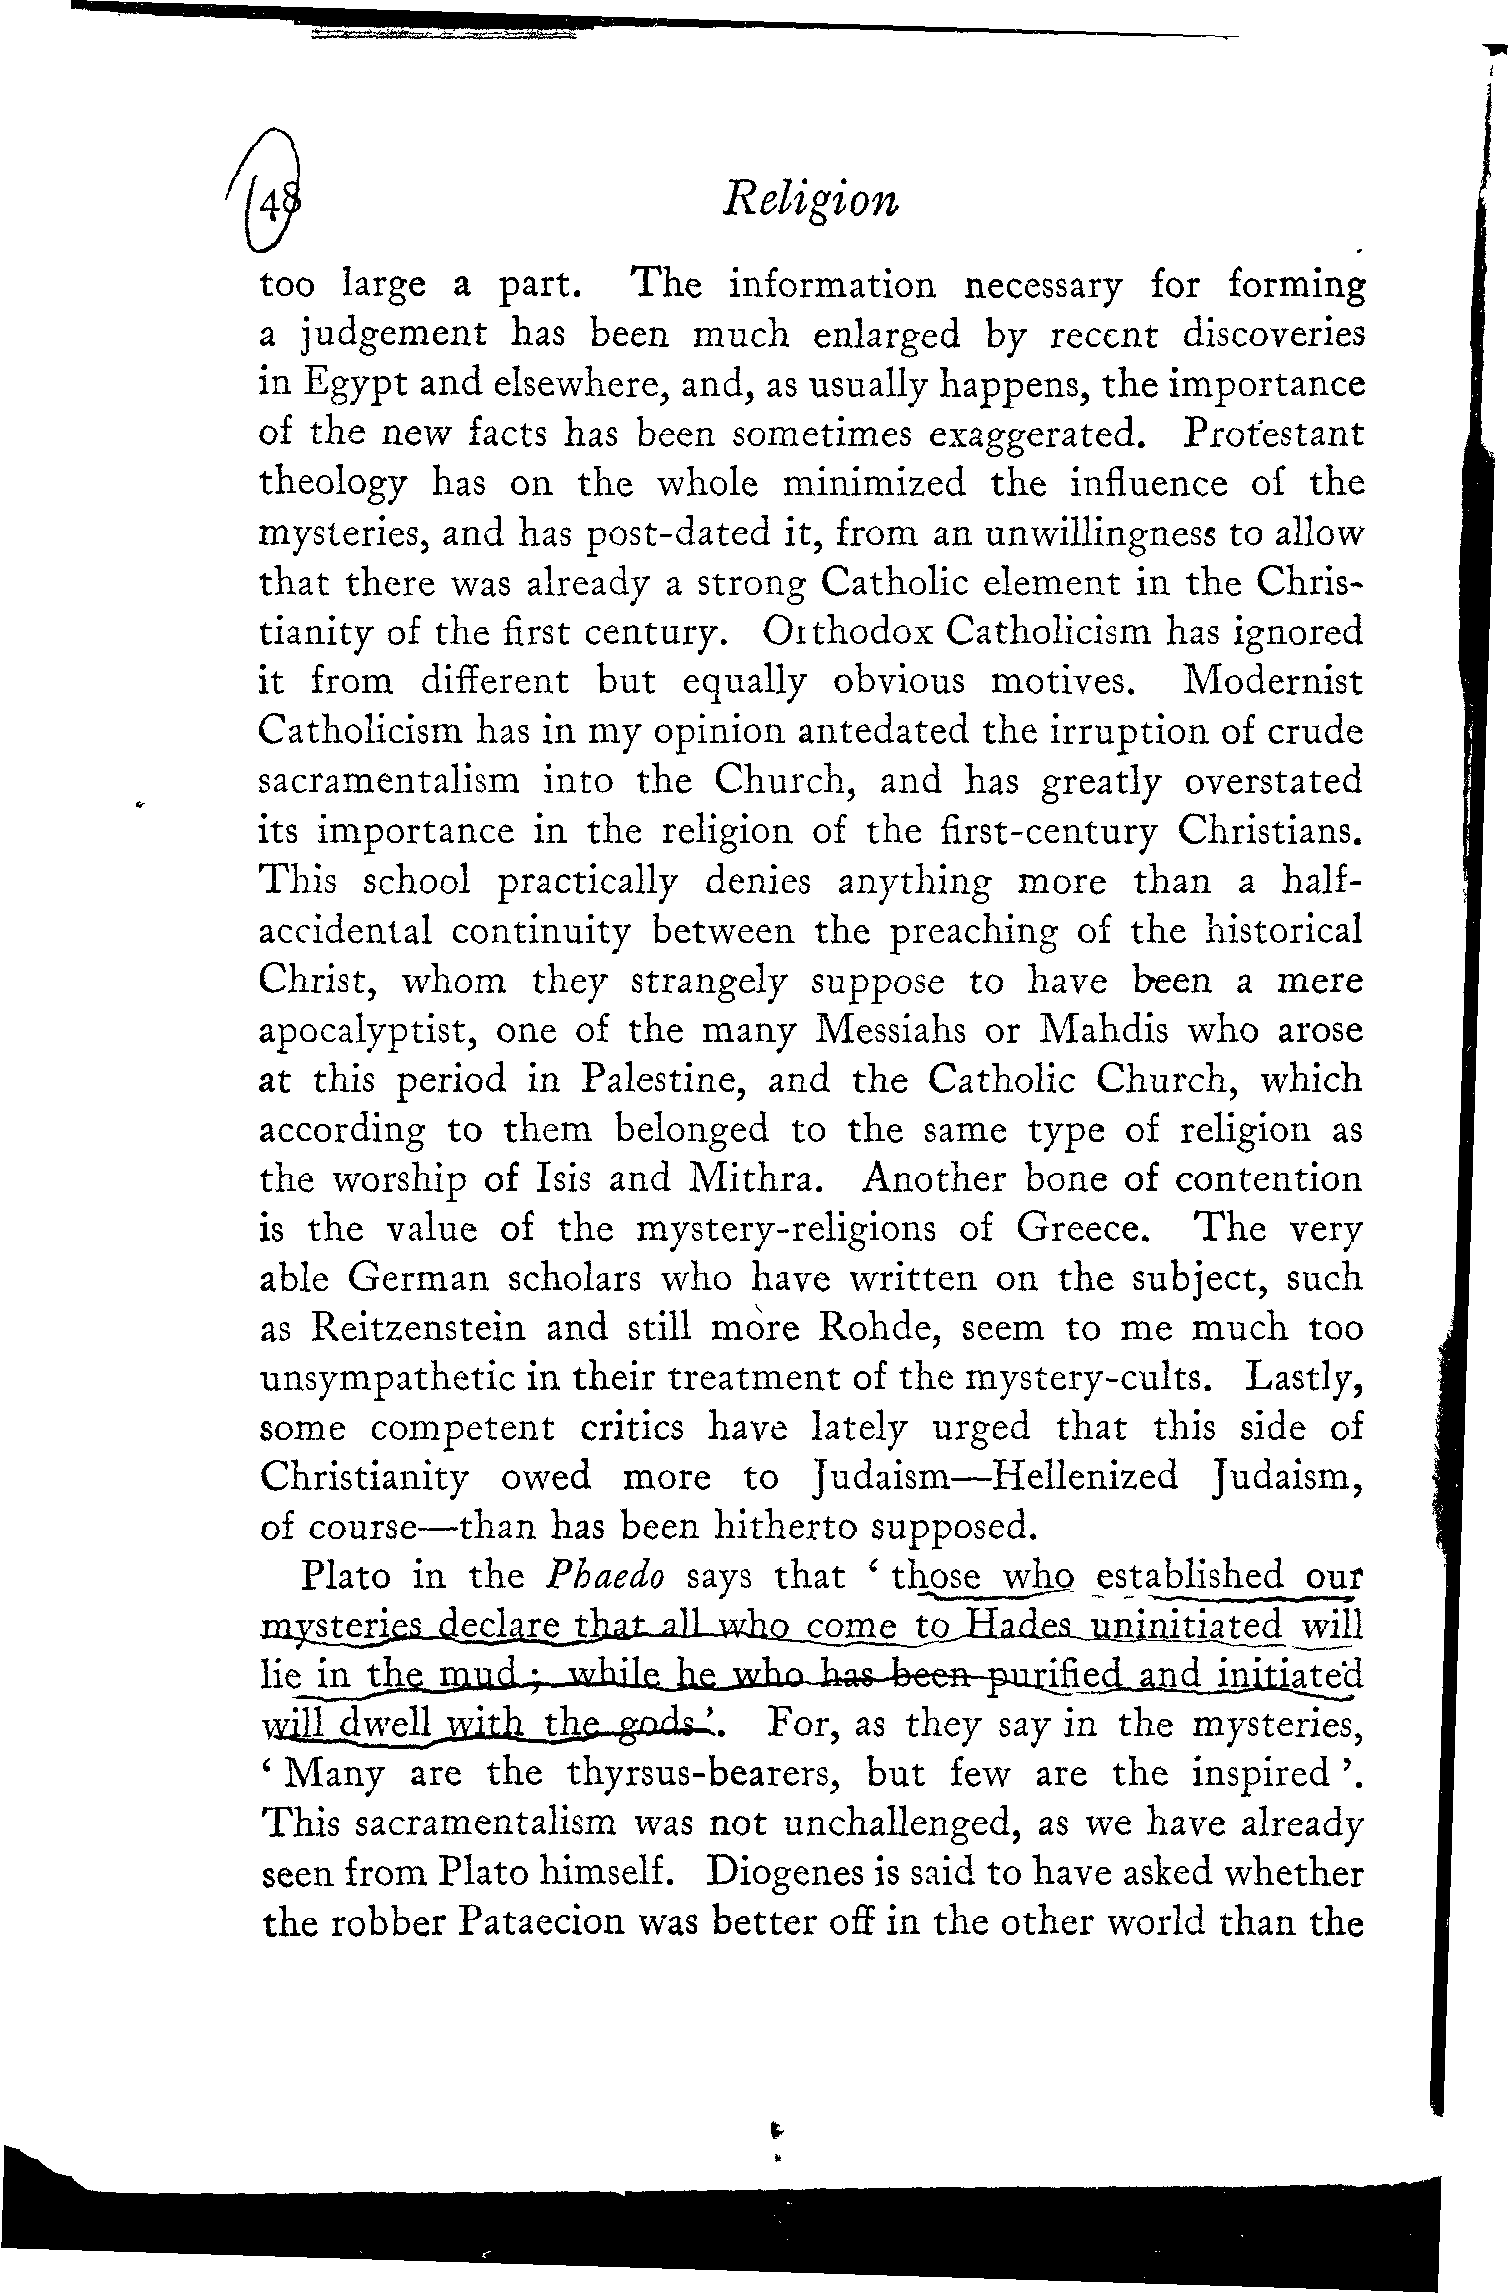 48 Religion
too large a part. The information necessary for forming
a judgement has been much enlarged by recent discoveries
in Egypt and elsewhere, and, as usually happens, the importance
of the new facts has been sometimes exaggerated. Protestant
theology has on the whole minimized the influence of the
mysteries, and has post-dated it, from an unwillingness to allow
that there was already a strong Catholic element in the Chris-
tianity of the first century. Orthodox Catholicism has ignored
it from different but equally obvious motives. Modernist
Catholicism has in my opinion antedated the irruption of crude
sacramentalism into the Church, and has greatly overstated
its importance in the religion of the first-century Christians.
This school practically denies anything more than a half-
accidental continuity between the preaching of the historical
Christ, whom they strangely suppose to have been a mere
apocalyptist, one of the many Messiahs or Mahdis who arose
at this period in Palestine, and the Catholic Church, which
according to them belonged to the same type of religion as
the worship of Isis and Mithra. Another bone of contention
is the value of the mystery-religions of Greece. The very
able German scholars who have written on the subject, such
as Reitzenstein and still more Rohde, seem to me much too
unsympathetic in their treatment of the mystery-cults. Lastly,
some competent critics have lately urged that this side of
Christianity owed more to Judaism—Hellenized Judaism,
of course—than has been hitherto supposed.
Plato in the Phaedo says that ‘ those who established our
mysteries declare that all who come to Hades uninitiated will
lie in the mud ; while he who has been purified and initiated
will dwell with the gods ’. For, as they say in the mysteries,
‘ Many are the thyrsus-bearers, but few are the inspired ’.
This sacramentalism was not unchallenged, as we have already
seen from Plato himself. Diogenes is said to have asked whether
the robber Pataecion was better off in the other world than the